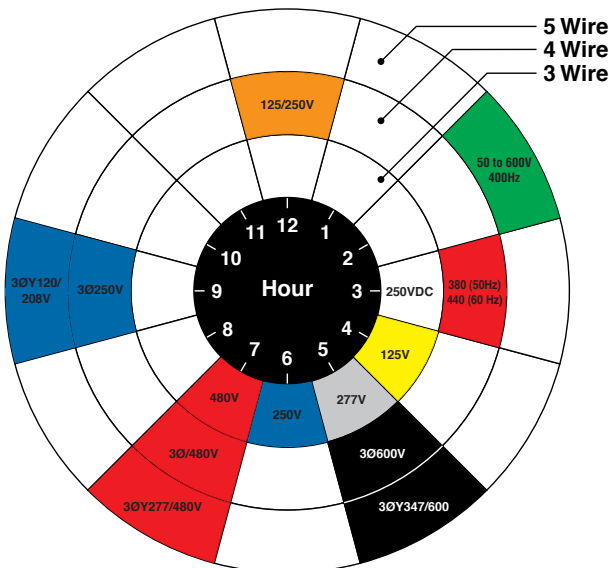 5 Wire
4 Wire
3 Wire
125/250V
50 to 600V
400Hz
12
11
1
10
2
9
Hour
3
8
4
7
5
6
3ØY120/
208V
3Ø250V
250VDC
380 (50Hz)
440 (60 Hz)
125V
480V
250V
277V
3Ø/480V
3Ø600V
3ØY277/480V
3ØY347/600